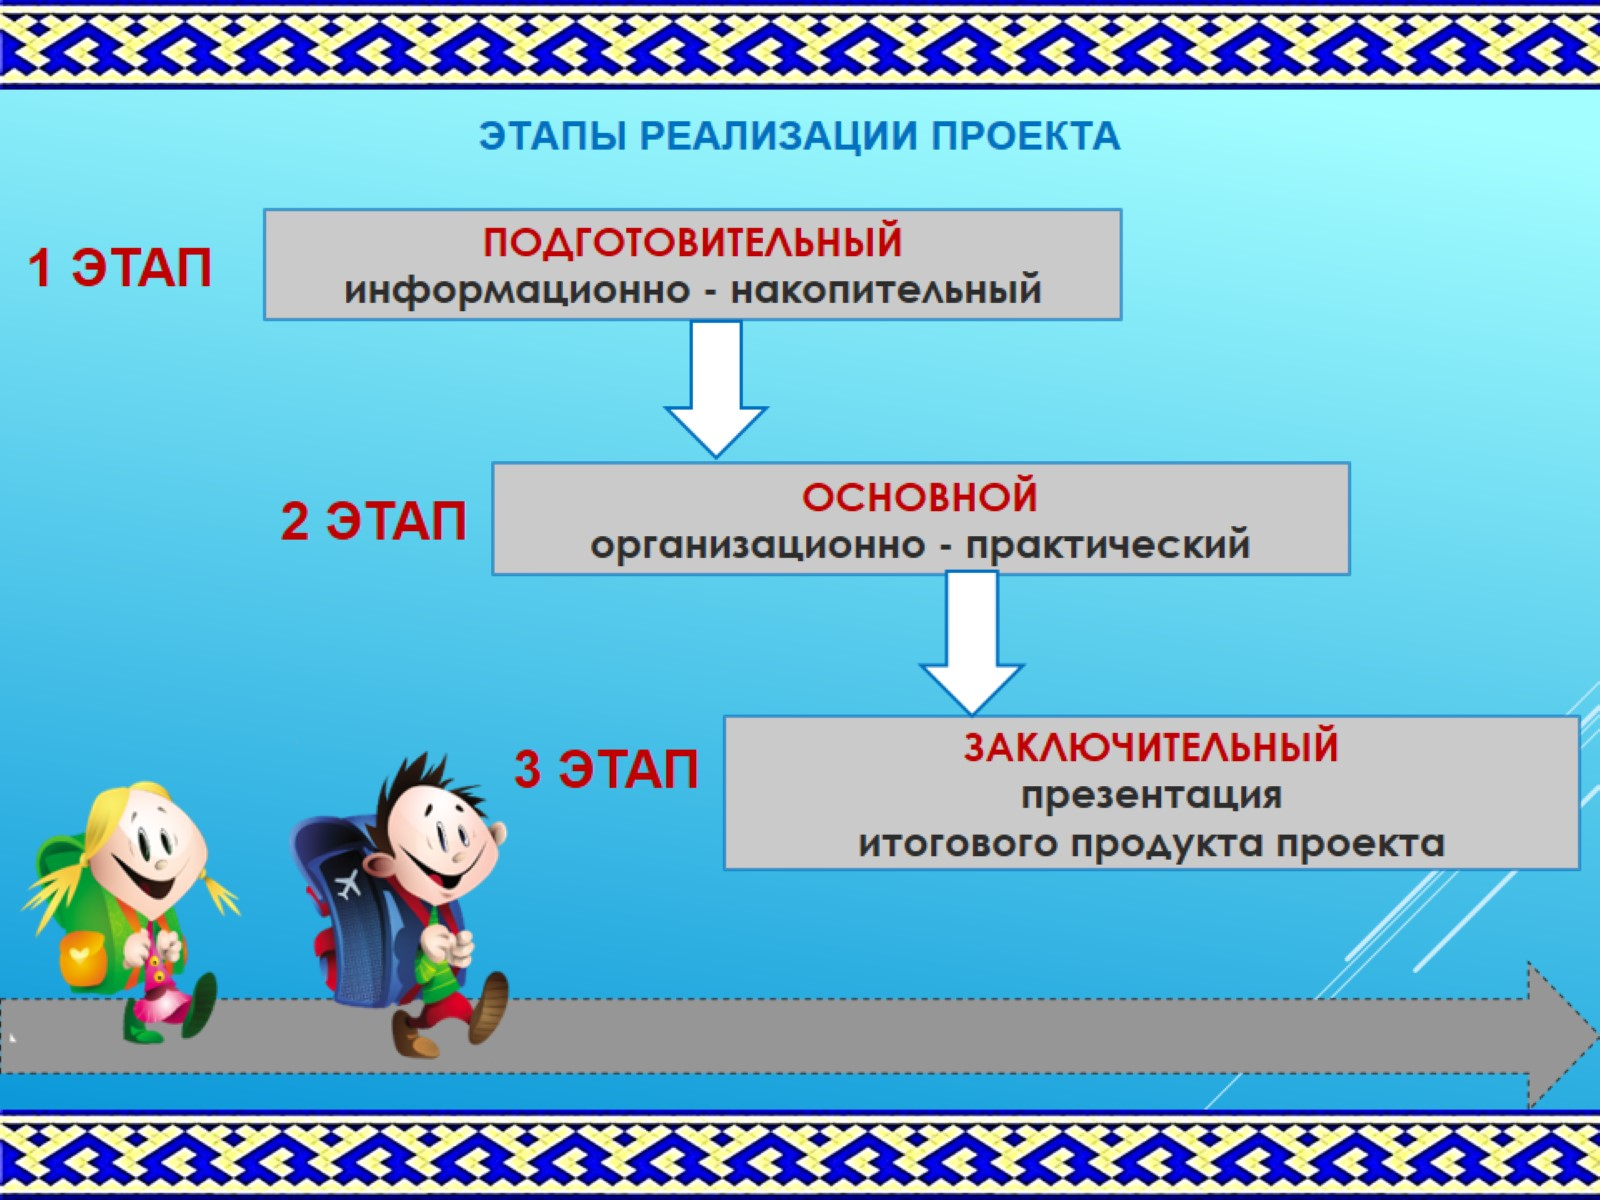 ЭТАПЫ РЕАЛИЗАЦИИ ПРОЕКТА
1 ЭТАП
ПОДГОТОВИТЕЛЬНЫЙ
информационно - накопительный
2 ЭТАП
ОСНОВНОЙ
организационно - практический
3 ЭТАП
ЗАКЛЮЧИТЕЛЬНЫЙ
презентация
итогового продукта проекта